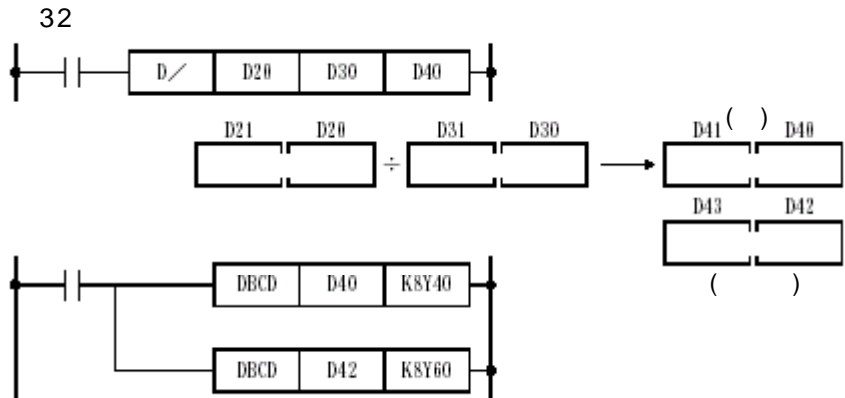 32
D／ D20 D30 D40
D21 D20 ÷ D31 D30 → D41 ( ) D40
D43 D42
( )
DBCD D40 K8Y40
DBCD D42 K8Y60